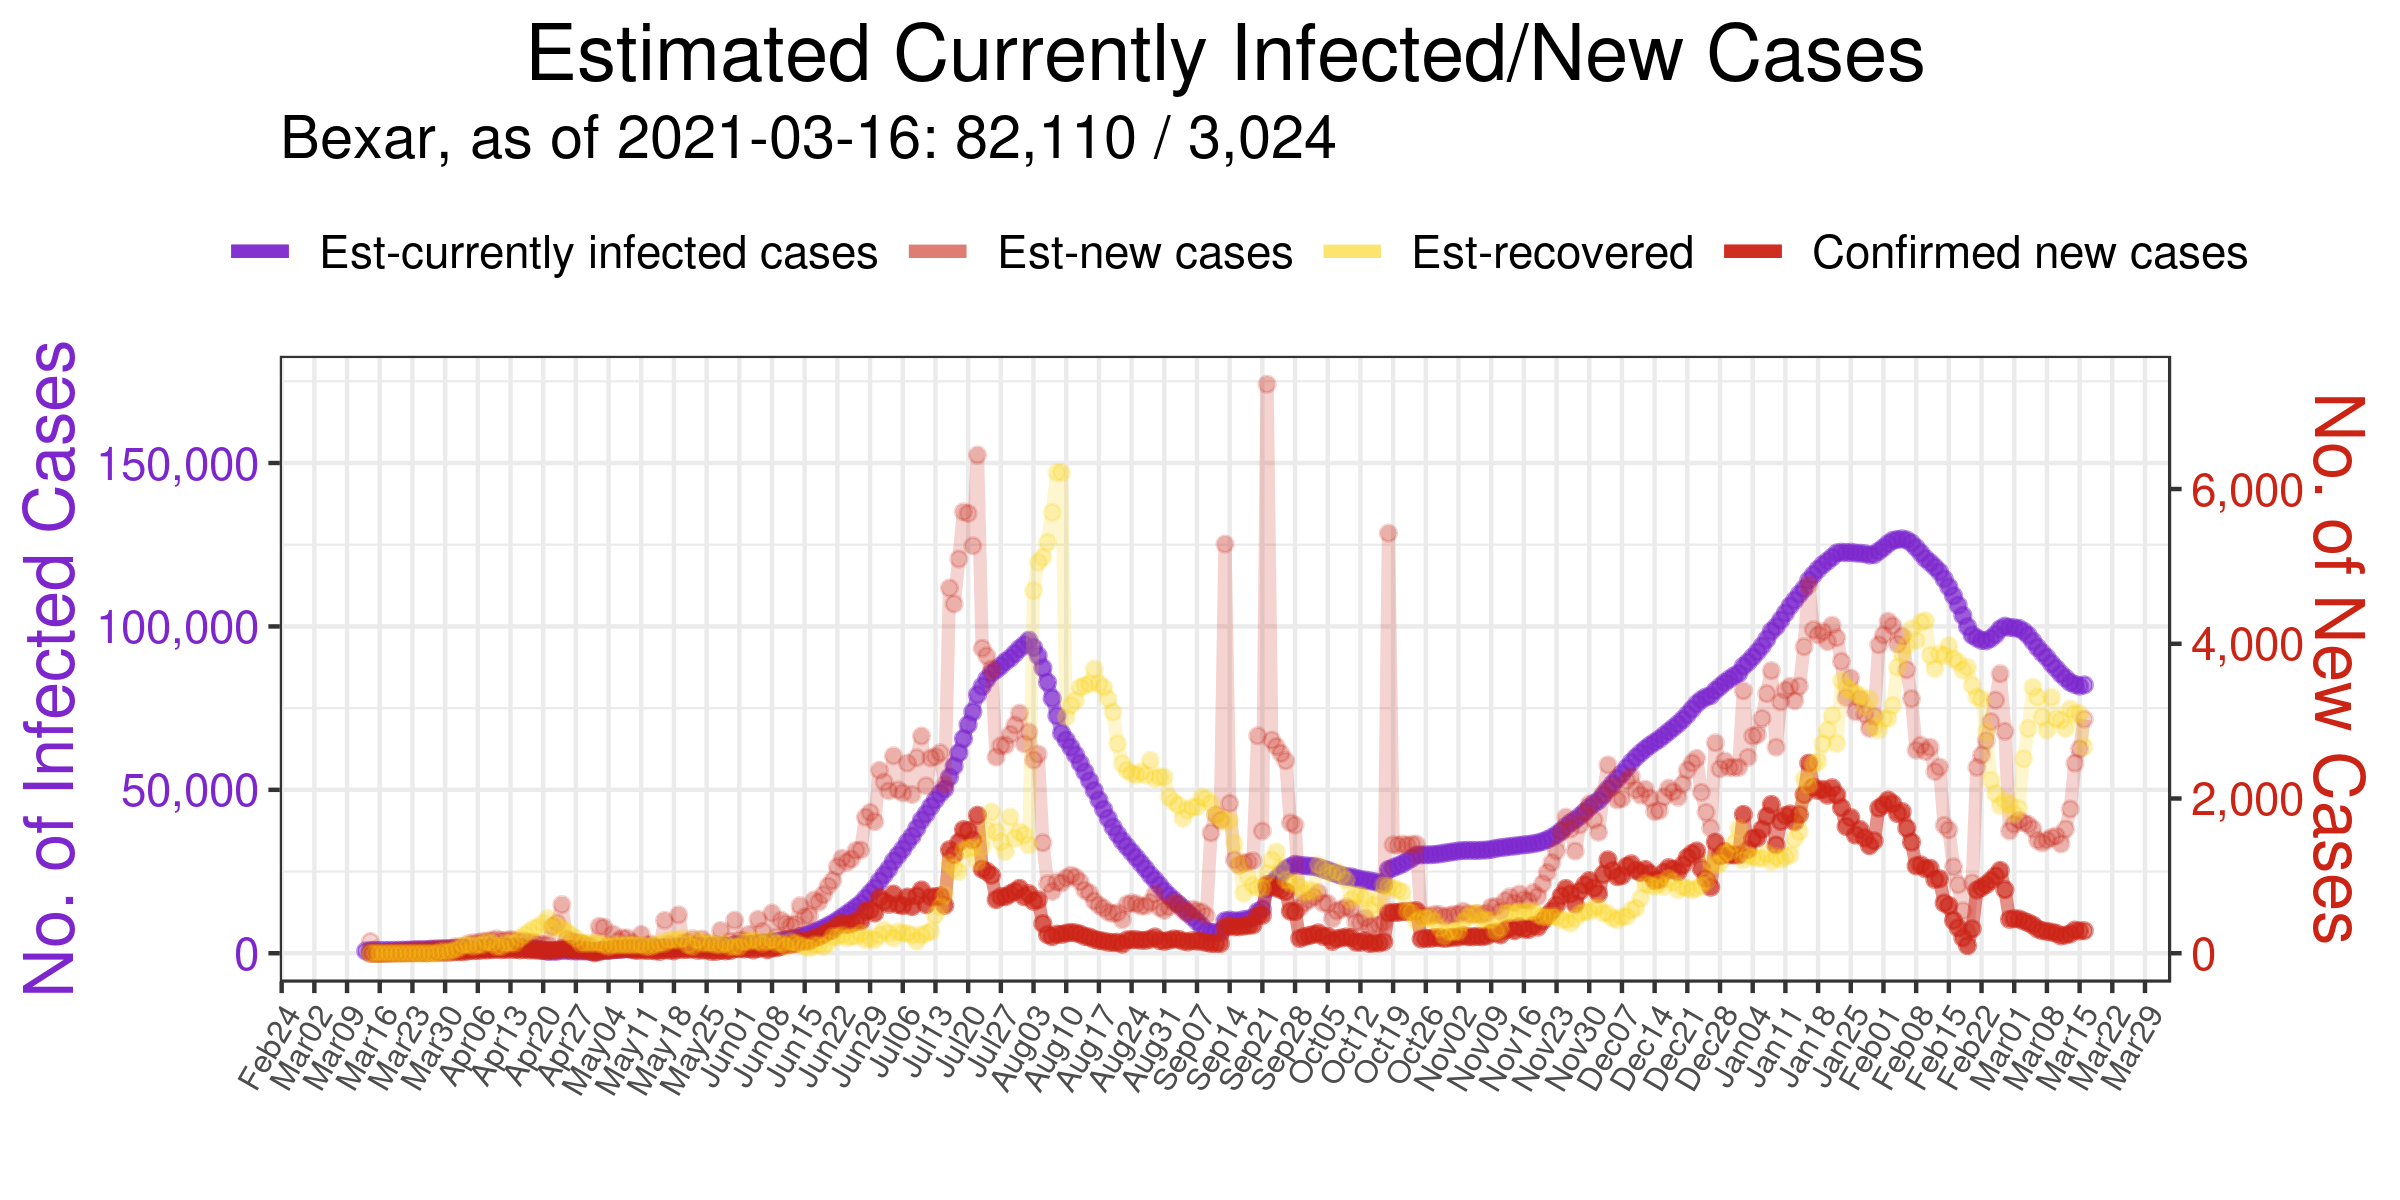 Estimated Currently Infected/New Cases
Bexar, as of 2021-03-16: 82,110 / 3,024
Est-currently infected cases Est-new cases Est-recovered Confirmed new cases
No. of Infected Cases
150,000
100,000
50,000
0
6,000
4,000
2,000
0
No. of New Cases
Feb24 Mar02 Mar09 Mar16 Mar23 Mar30 Apr06 Apr13 Apr20 Apr27 May04 May11 May18 May25 Jun01 Jun08 Jun15 Jun22 Jun29 Jul06 Jul13 Jul20 Jul27 Aug03 Aug10 Aug17 Aug24 Aug31 Sep07 Sep14 Sep21 Sep28 Oct05 Oct12 Oct19 Oct26 Nov02 Nov09 Nov16 Nov23 Nov30 Dec07 Dec14 Dec21 Dec28 Jan04 Jan11 Jan18 Jan25 Feb01 Feb08 Feb15 Feb22 Mar01 Mar08 Mar15 Mar22 Mar29